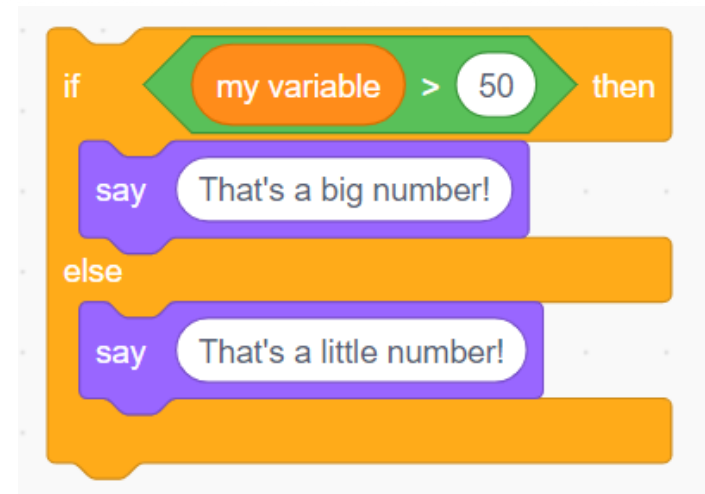 if my variable > 50 then
say That's a big number!
else
say That's a little number!